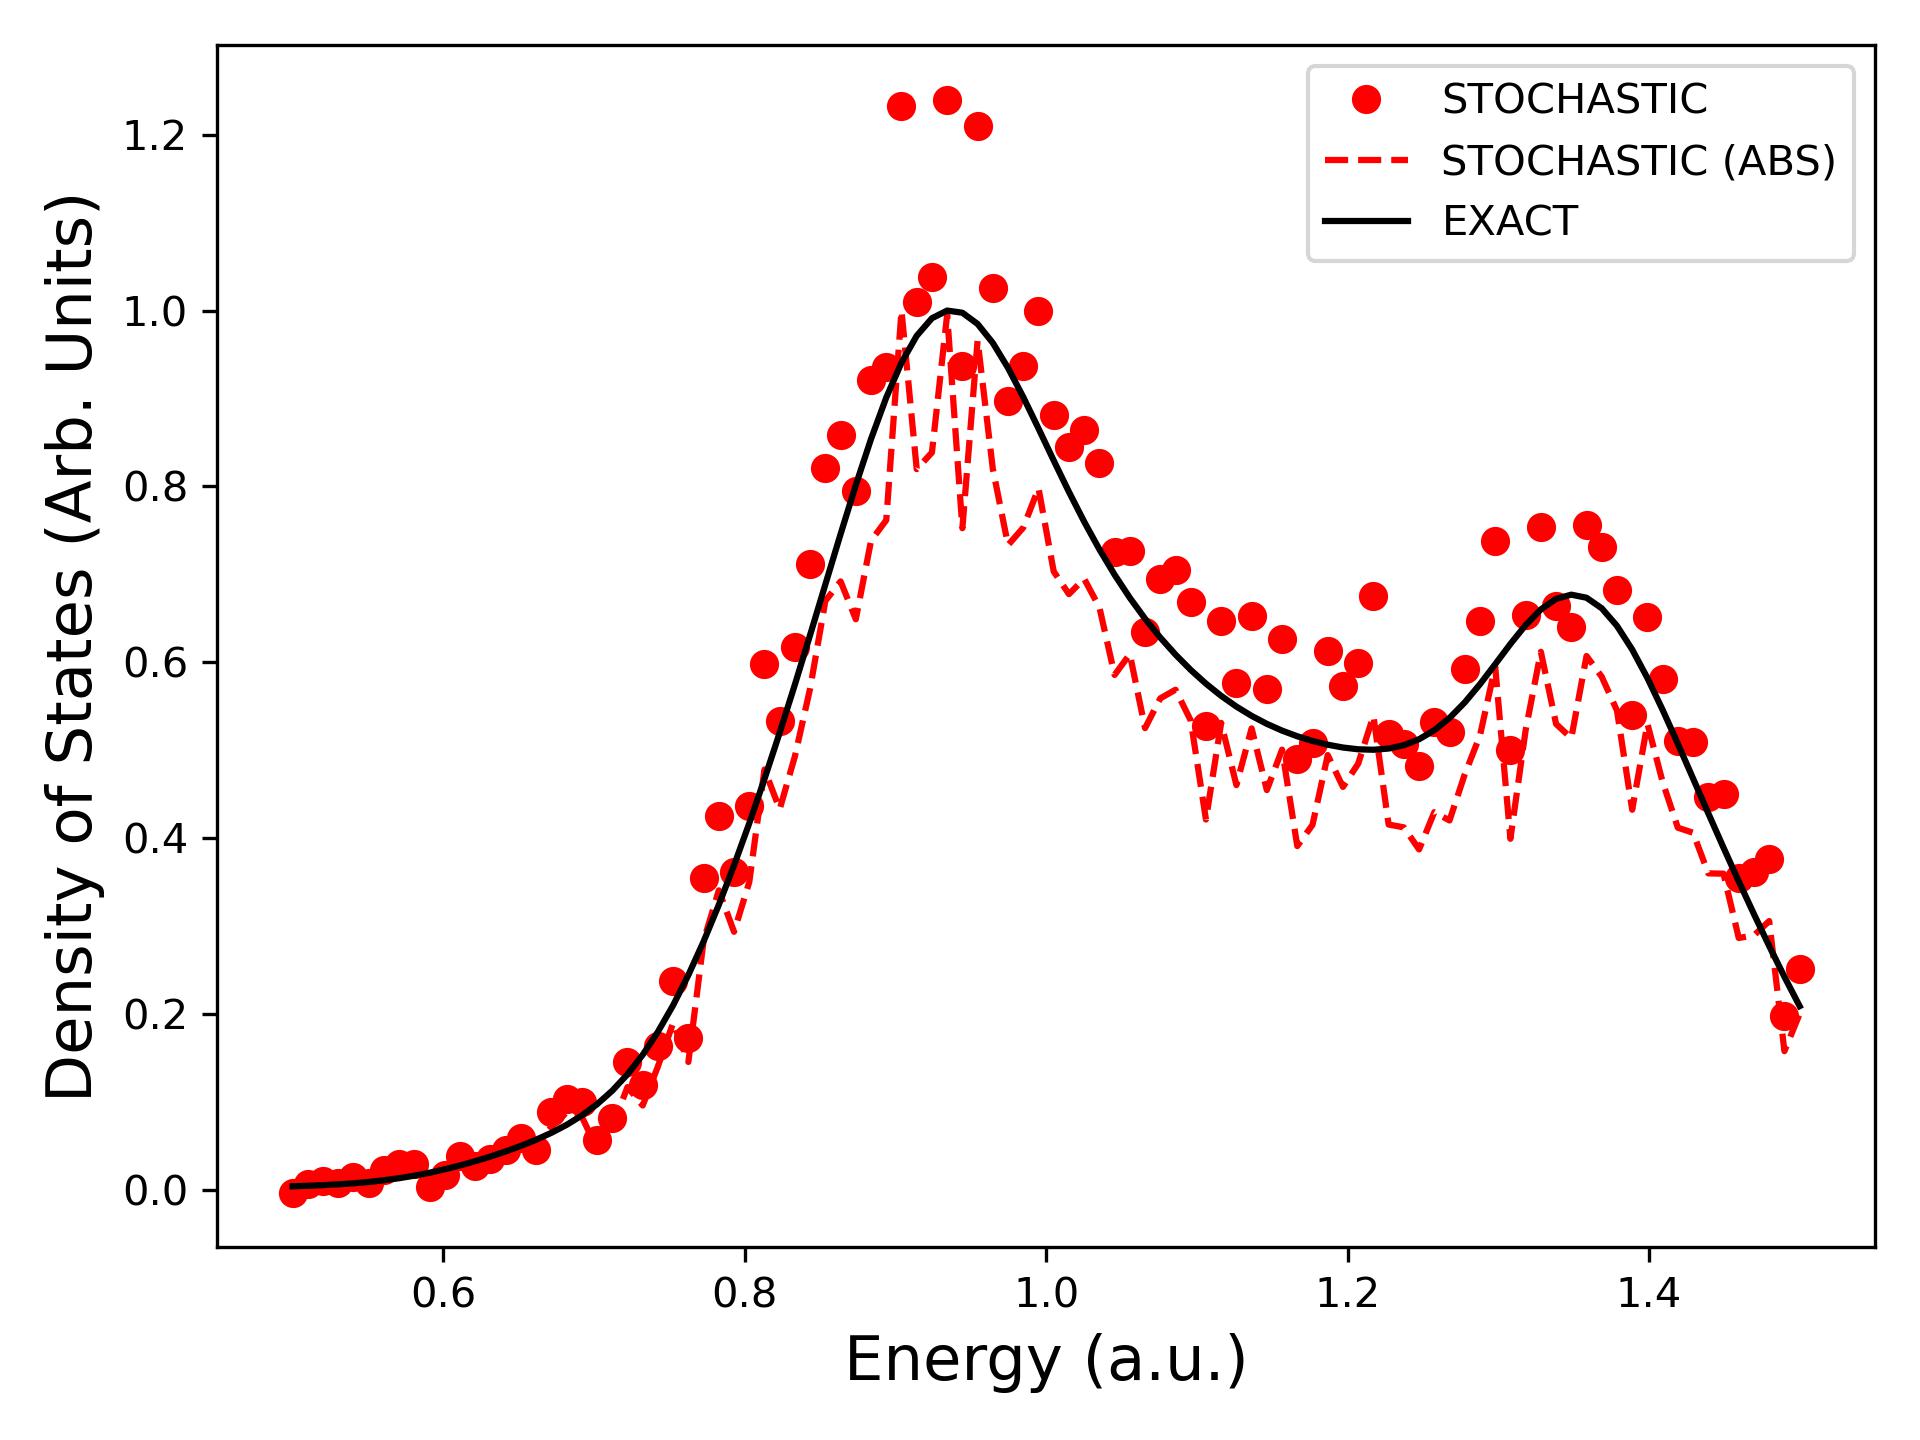 STOCHASTIC
STOCHASTIC (ABS)
EXACT
Density of States (Arb. Units)
1.2
1.0
0.8
0.6
0.4
0.2
0.0
0.6 0.8 1.0 1.2 1.4
Energy (a.u.)